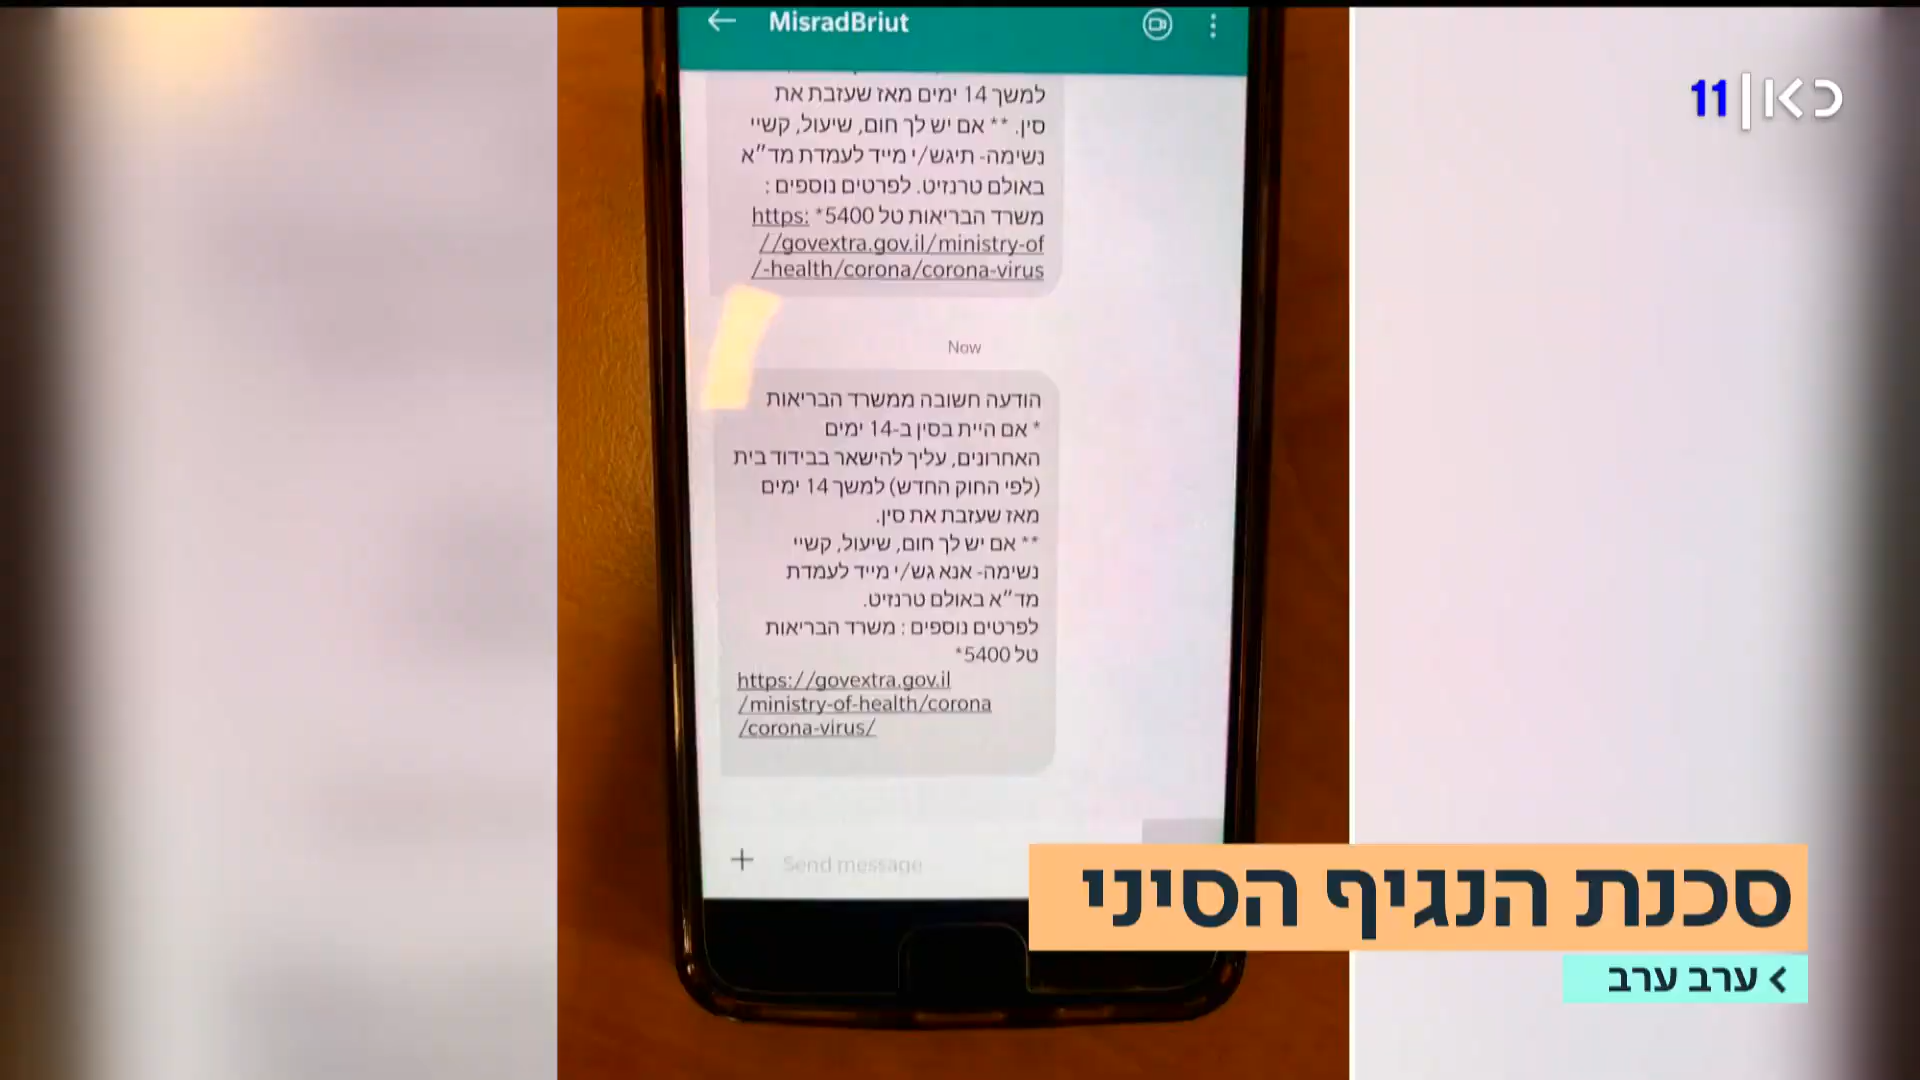 MisradBriut
כאן 11
למשך 14 ימים מאז שעזבת את
סין. ** אם יש לך חום, שיעול, קשיי
נשימה- תיגש/י מייד לעמדת מד"א
באולם טרנזיט. לפרטים נוספים :
משרד הבריאות טל 5400* https:
//govextra.gov.il/ministry-of
-health/corona/corona-virus/
Now
הודעה חשובה ממשרד הבריאות
* אם היית בסין ב-14 ימים
האחרונים, עליך להישאר בבידוד בית
(לפי החוק החדש) למשך 14 ימים
מאז שעזבת את סין.
** אם יש לך חום, שיעול, קשיי
נשימה- אנא גש/י מייד לעמדת
מד"א באולם טרנזיט.
לפרטים נוספים : משרד הבריאות
טל 5400*
https://govextra.gov.il
/ministry-of-health/corona
/corona-virus/
Send message
סכנת הנגיף הסיני
ערב ערב